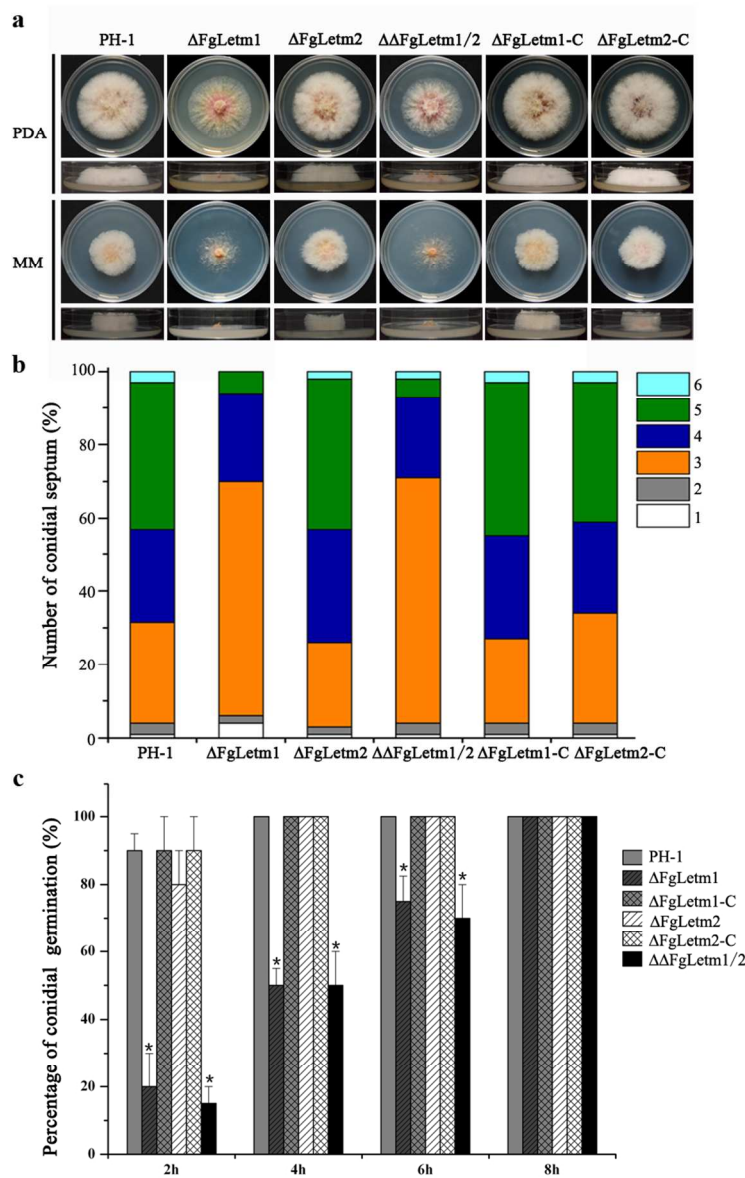 a
PH-1 ΔFgLetm1 ΔFgLetm2 ΔΔFgLetm1/2 ΔFgLetm1-C ΔFgLetm2-C
PDA
MM
b
Number of conidial septum (%)
100
80
60
40
20
0
6
5
4
3
2
1
PH-1 ΔFgLetm1 ΔFgLetm2 ΔΔFgLetm1/2 ΔFgLetm1-C ΔFgLetm2-C
c
Percentage of conidial germination (%)
100
80
60
40
20
0
* * * * * *
2h 4h 6h 8h
PH-1
ΔFgLetm1
ΔFgLetm1-C
ΔFgLetm2
ΔFgLetm2-C
ΔΔFgLetm1/2